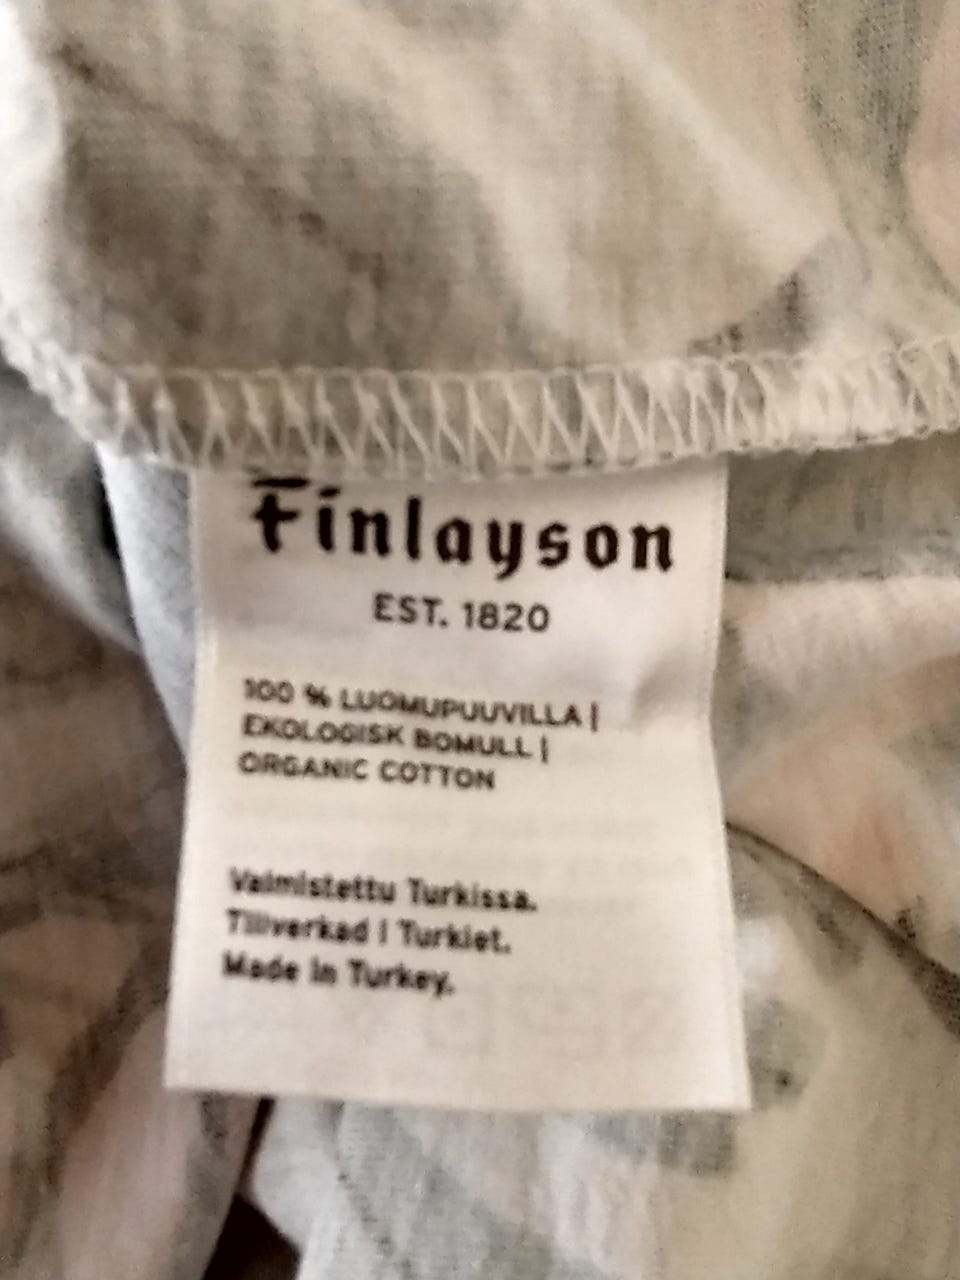 Finlayson
EST. 1820
100 % LUOMUPUUVILLA |
EKOLOGISK BOMULL |
ORGANIC COTTON
Valmistettu Turkissa.
Tillverkad i Turkiet.
Made in Turkey.